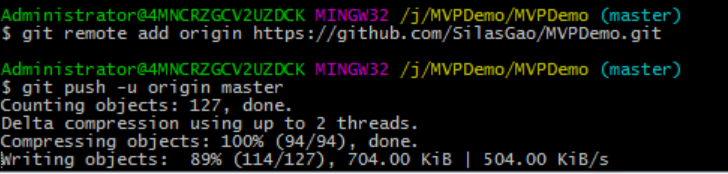 Administrator@4MNCRZGCV2UZDCK MINGW32 /j/MVPDemo/MVPDemo (master)
$ git remote add origin https://github.com/SilasGao/MVPDemo.git
Administrator@4MNCRZGCV2UZDCK MINGW32 /j/MVPDemo/MVPDemo (master)
$ git push -u origin master
Counting objects: 127, done.
Delta compression using up to 2 threads.
Compressing objects: 100% (94/94), done.
Writing objects:  89% (114/127), 704.00 KiB | 504.00 KiB/s